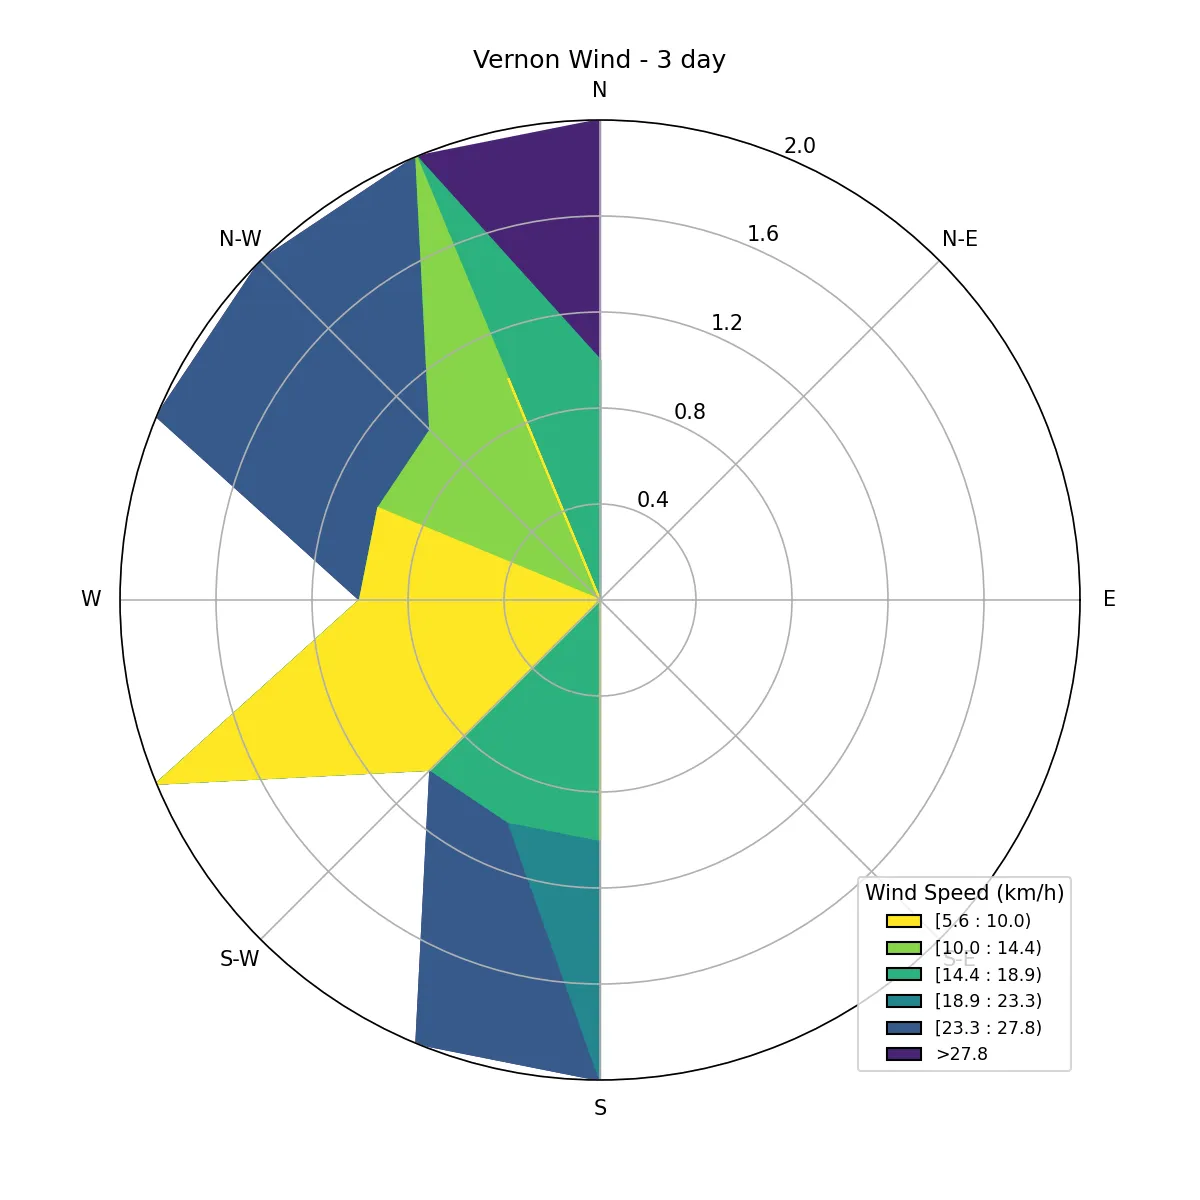 Vernon Wind - 3 day
N
2.0
N-W
1.6
N-E
1.2
0.8
0.4
W
E
S-W
S-E
S
Wind Speed (km/h)
[5.6 : 10.0)
[10.0 : 14.4)
[14.4 : 18.9)
[18.9 : 23.3)
[23.3 : 27.8)
>27.8